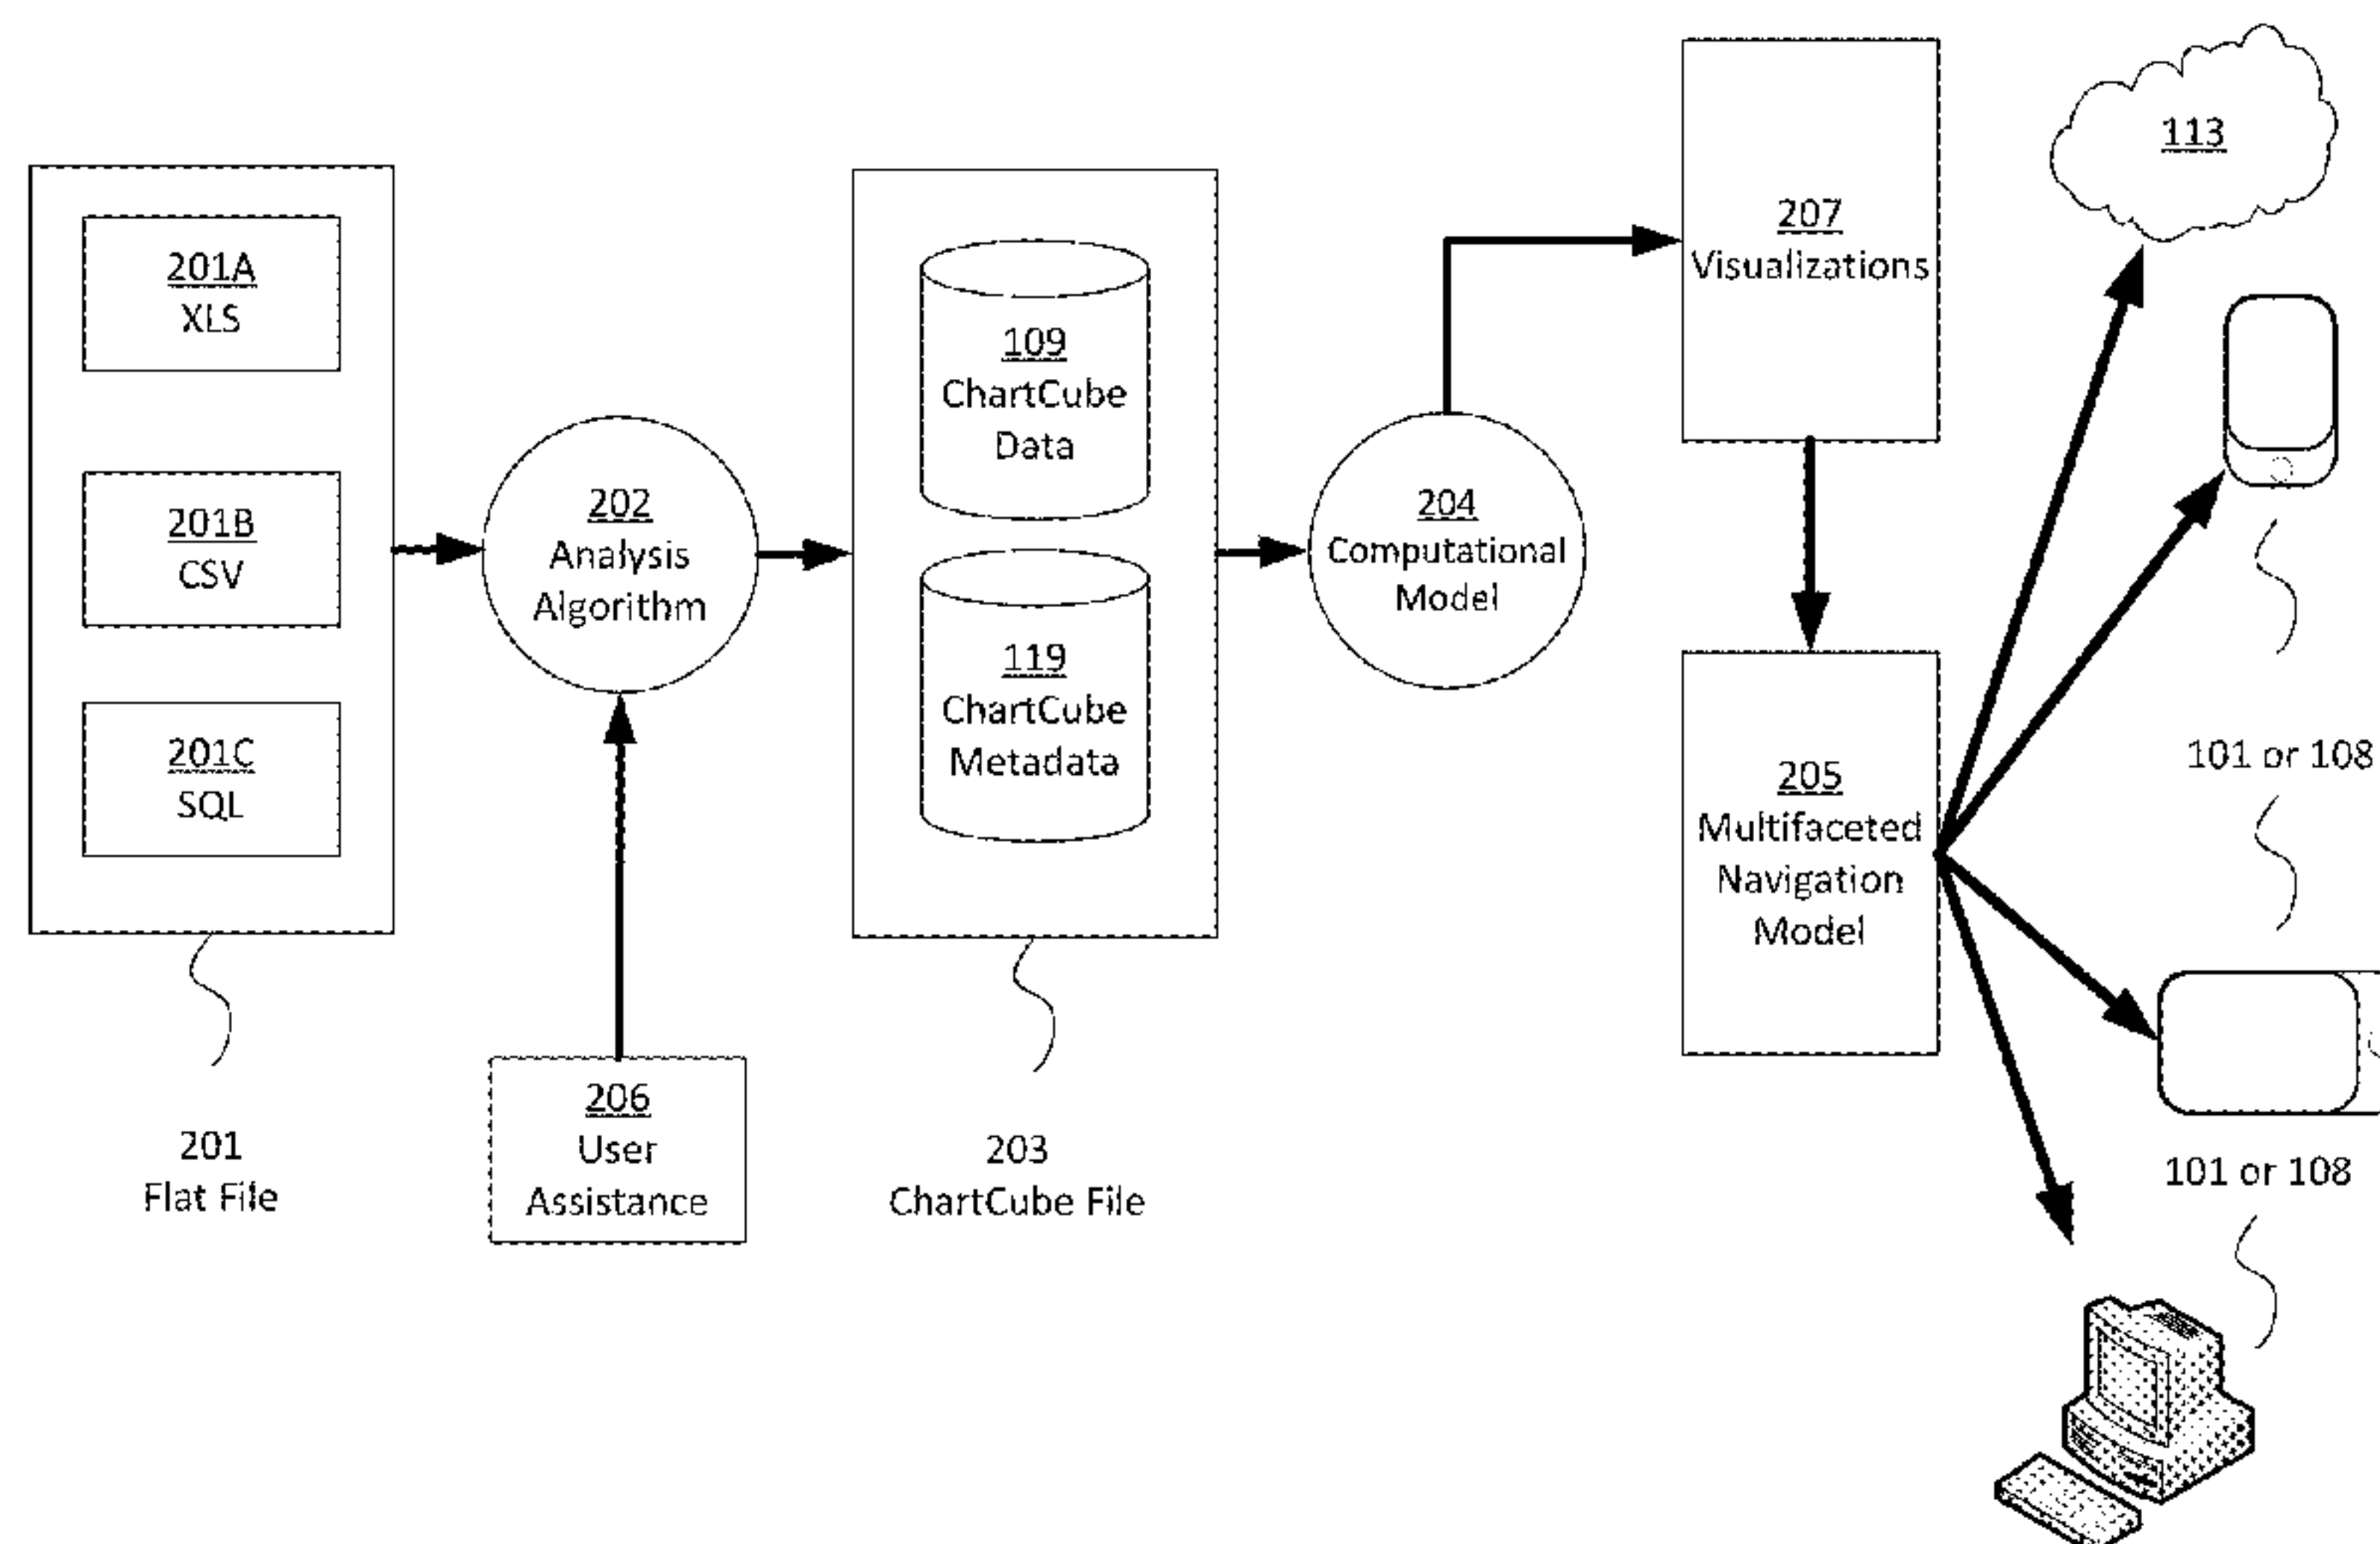 201A
XLS
201B
CSV
201C
SQL
201
Flat File
202
Analysis
Algorithm
206
User
Assistance
109
ChartCube
Data
119
ChartCube
Metadata
203
ChartCube File
204
Computational
Model
207
Visualizations
205
Multifaceted
Navigation
Model
113
101 or 108
101 or 108